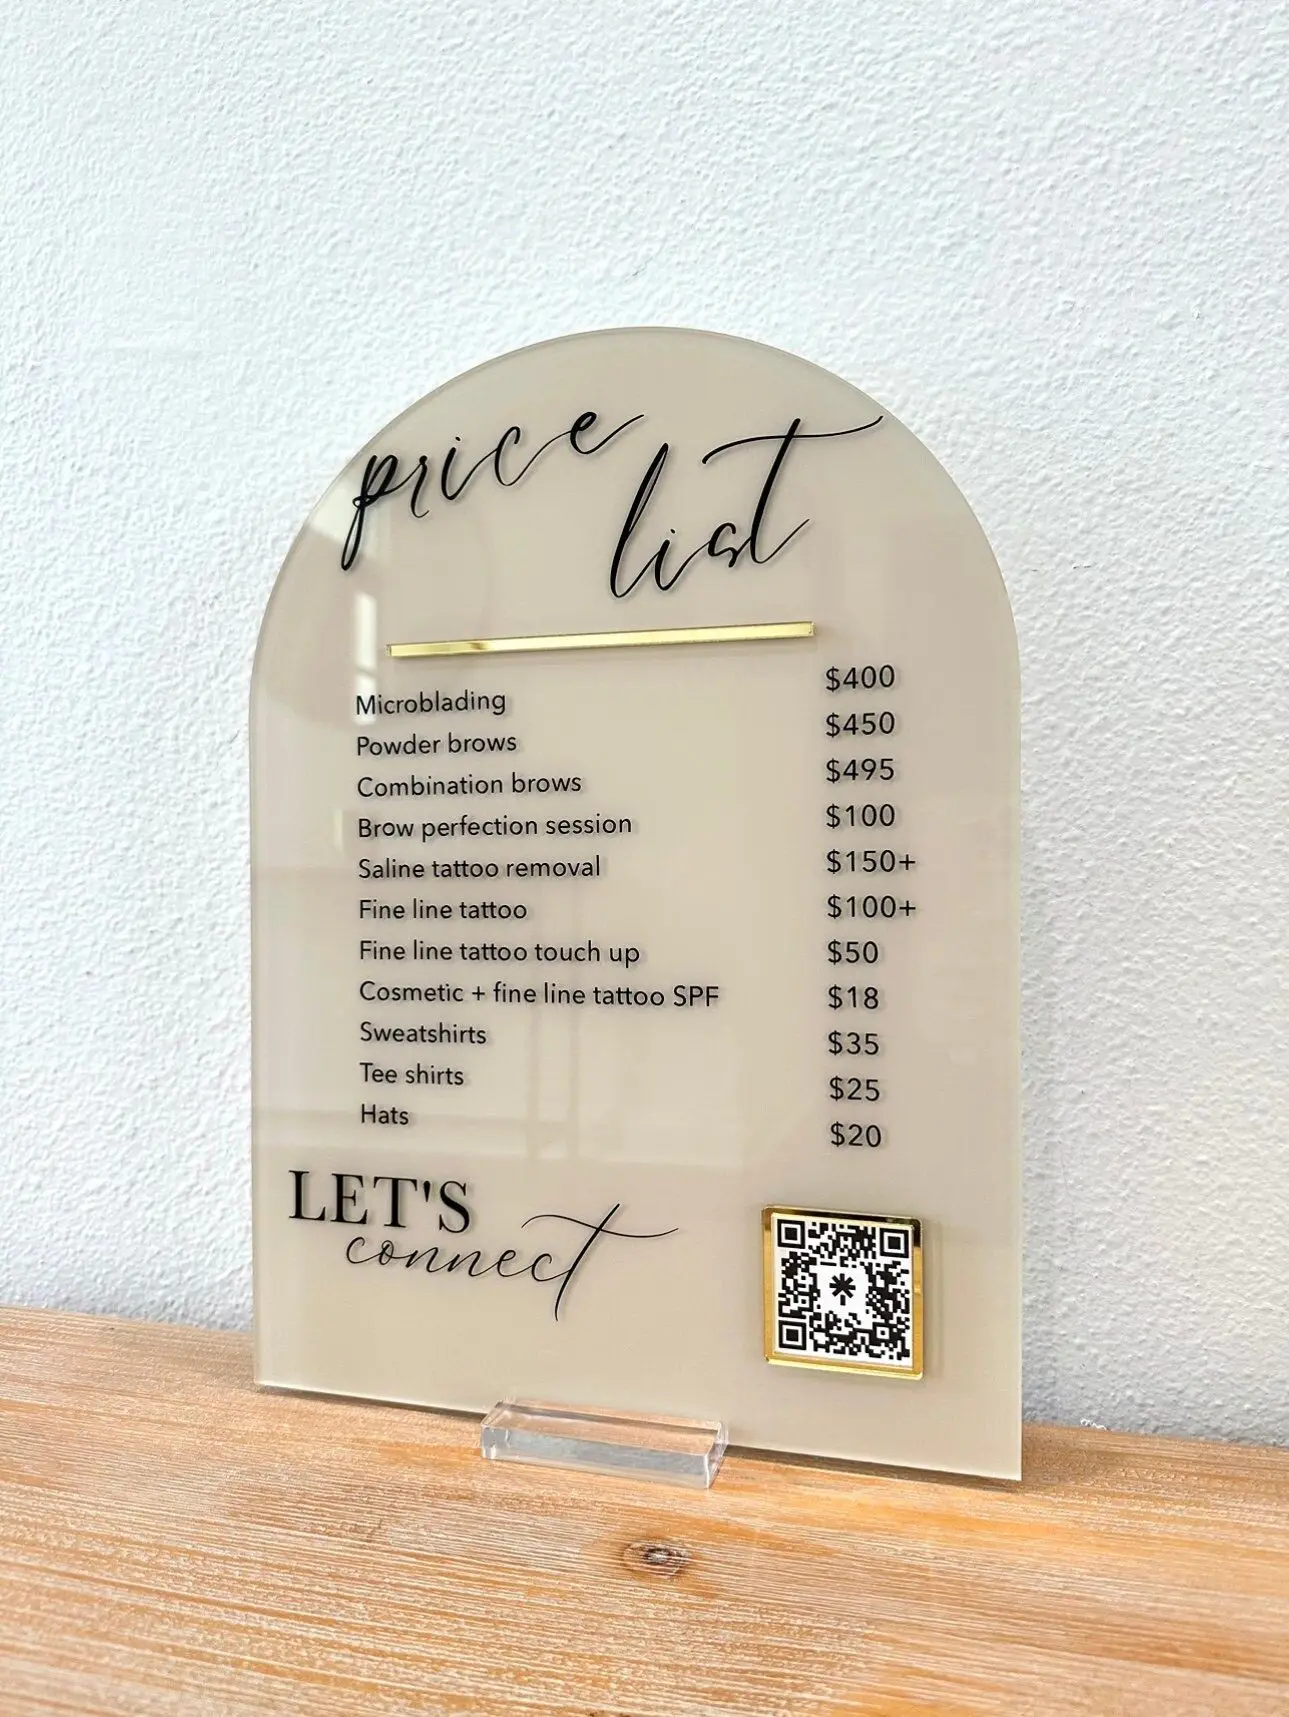 price
list
Microblading $400
Powder brows $450
Combination brows $495
Brow perfection session $100
Saline tattoo removal $150+
Fine line tattoo $100+
Fine line tattoo touch up $50
Cosmetic + fine line tattoo SPF $18
Sweatshirts $35
Tee shirts $25
Hats $20
LET'S
connect